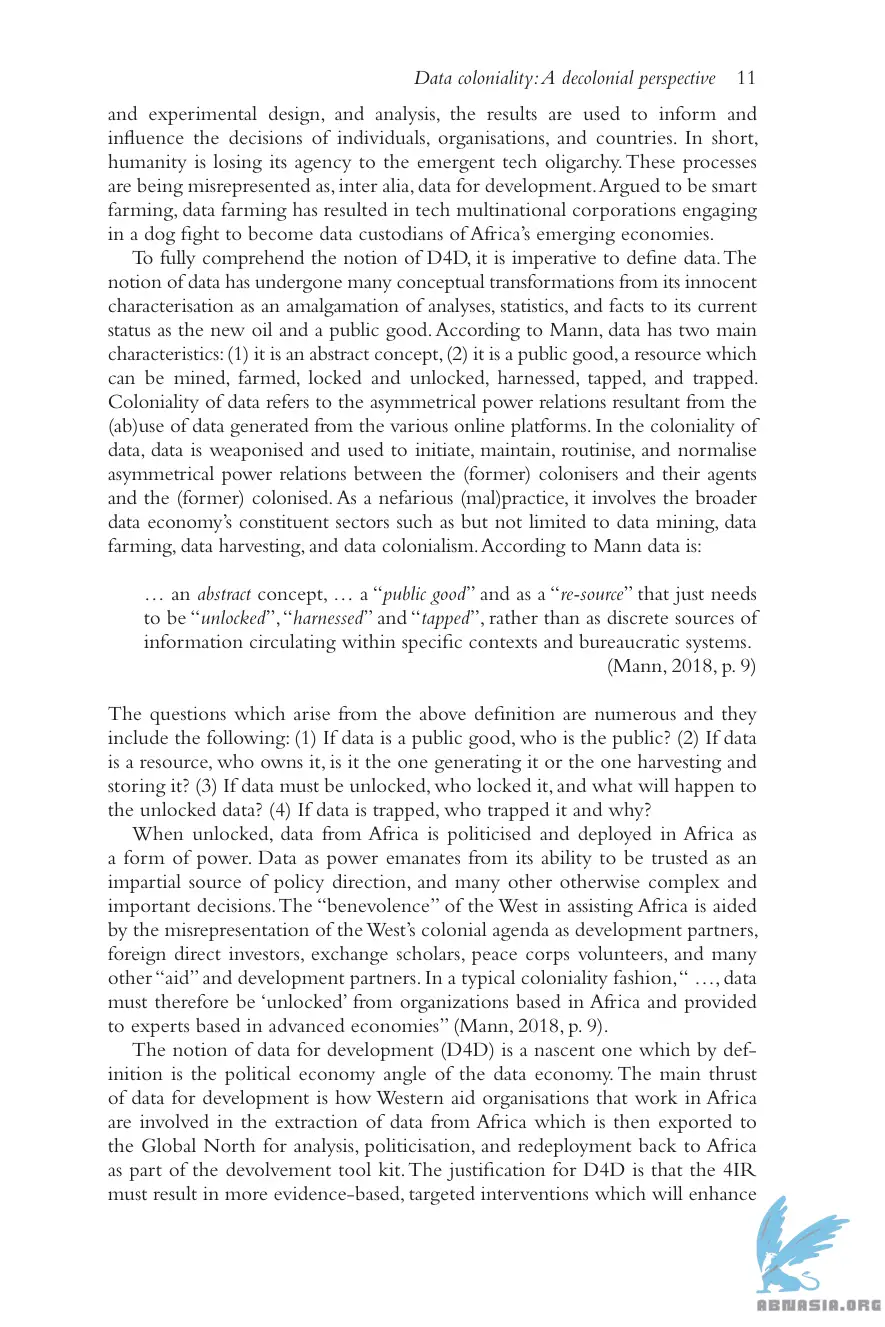 Data coloniality: A decolonial perspective 11
and experimental design, and analysis, the results are used to inform and
influence the decisions of individuals, organisations, and countries. In short,
humanity is losing its agency to the emergent tech oligarchy. These processes
are being misrepresented as, inter alia, data for development. Argued to be smart
farming, data farming has resulted in tech multinational corporations engaging
in a dog fight to become data custodians of Africa's emerging economies.
To fully comprehend the notion of D4D, it is imperative to define data. The
notion of data has undergone many conceptual transformations from its innocent
characterisation as an amalgamation of analyses, statistics, and facts to its current
status as the new oil and a public good. According to Mann, data has two main
characteristics: (1) it is an abstract concept, (2) it is a public good, a resource which
can be mined, farmed, locked and unlocked, harnessed, tapped, and trapped.
Coloniality of data refers to the asymmetrical power relations resultant from the
(ab)use of data generated from the various online platforms. In the coloniality of
data, data is weaponised and used to initiate, maintain, routinise, and normalise
asymmetrical power relations between the (former) colonisers and their agents
and the (former) colonised. As a nefarious (mal)practice, it involves the broader
data economy's constituent sectors such as but not limited to data mining, data
farming, data harvesting, and data colonialism. According to Mann data is:
… an abstract concept, … a “public good” and as a “re-source” that just needs
to be “unlocked”, “harnessed” and “tapped”, rather than as discrete sources of
information circulating within specific contexts and bureaucratic systems.
(Mann, 2018, p. 9)
The questions which arise from the above definition are numerous and they
include the following: (1) If data is a public good, who is the public? (2) If data
is a resource, who owns it, is it the one generating it or the one harvesting and
storing it? (3) If data must be unlocked, who locked it, and what will happen to
the unlocked data? (4) If data is trapped, who trapped it and why?
When unlocked, data from Africa is politicised and deployed in Africa as
a form of power. Data as power emanates from its ability to be trusted as an
impartial source of policy direction, and many other otherwise complex and
important decisions. The “benevolence” of the West in assisting Africa is aided
by the misrepresentation of the West's colonial agenda as development partners,
foreign direct investors, exchange scholars, peace corps volunteers, and many
other “aid” and development partners. In a typical coloniality fashion, “ …, data
must therefore be ‘unlocked’ from organizations based in Africa and provided
to experts based in advanced economies” (Mann, 2018, p. 9).
The notion of data for development (D4D) is a nascent one which by def-
inition is the political economy angle of the data economy. The main thrust
of data for development is how Western aid organisations that work in Africa
are involved in the extraction of data from Africa which is then exported to
the Global North for analysis, politicisation, and redeployment back to Africa
as part of the devolvement tool kit. The justification for D4D is that the 4IR
must result in more evidence-based, targeted interventions which will enhance
ABNASIA.ORG